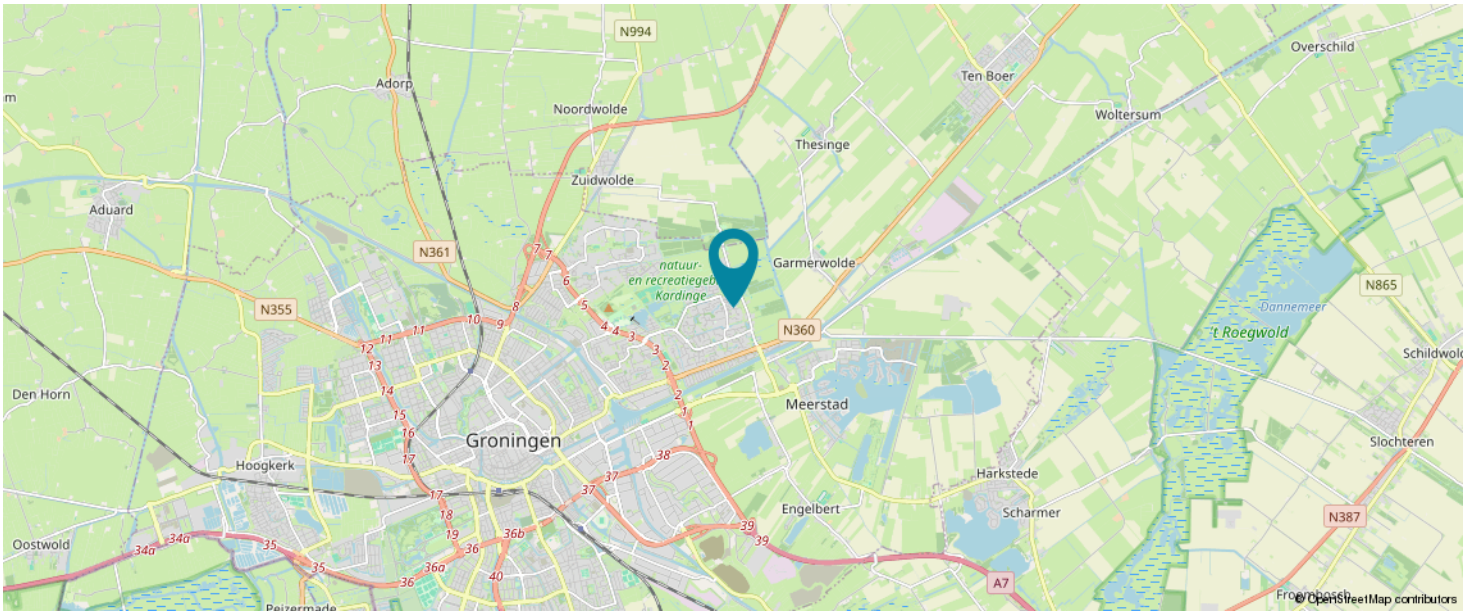 N994
Overschild
Ten Boer
Adorp
am
Noordwolde
Woltersum
Thesinge
Zuidwolde
Aduard
N361
7
7
natuur-
en recreatiegeb
Kardinge
Garmerwolde
6
N865
N355
8
5
Dannemeer
't Roegwold
10
9
11
11
4
4
3
N360
12
3
Schildwold
13
2
14
2
Den Horn
Meerstad
15
1
1
16
Groningen
Slochteren
17
38
Hoogkerk
37
Harkstede
17
37
Engelbert
Scharmer
18
N387
39
19
36b
34a
34a
35
Oostwold
36
39
35
36a
40
36
A7
Froombosch
© OpenStreetMap contributors
Peizermade